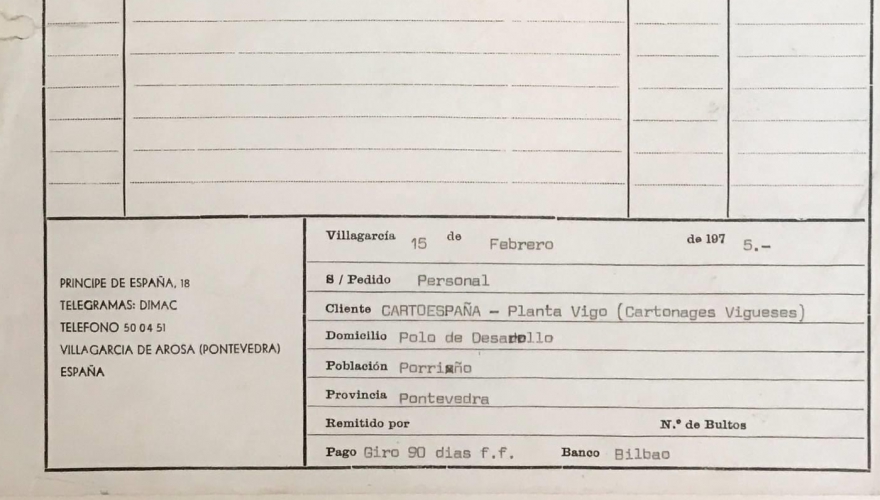 PRINCIPE DE ESPAÑA, 18
TELEGRAMAS: DIMAC
TELEFONO 50 04 51
VILLAGARCIA DE AROSA (PONTEVEDRA)
ESPAÑA
Villagarcía 15 de Febrero de 197 5.-
S / Pedido Personal
Cliente CARTOESPAÑA - Planta Vigo (Cartonages Vigueses)
Domicilio Polo de Desarrollo
Población Porriño
Provincia Pontevedra
Remitido por N.º de Bultos
Pago Giro 90 dias f.f. Banco Bilbao